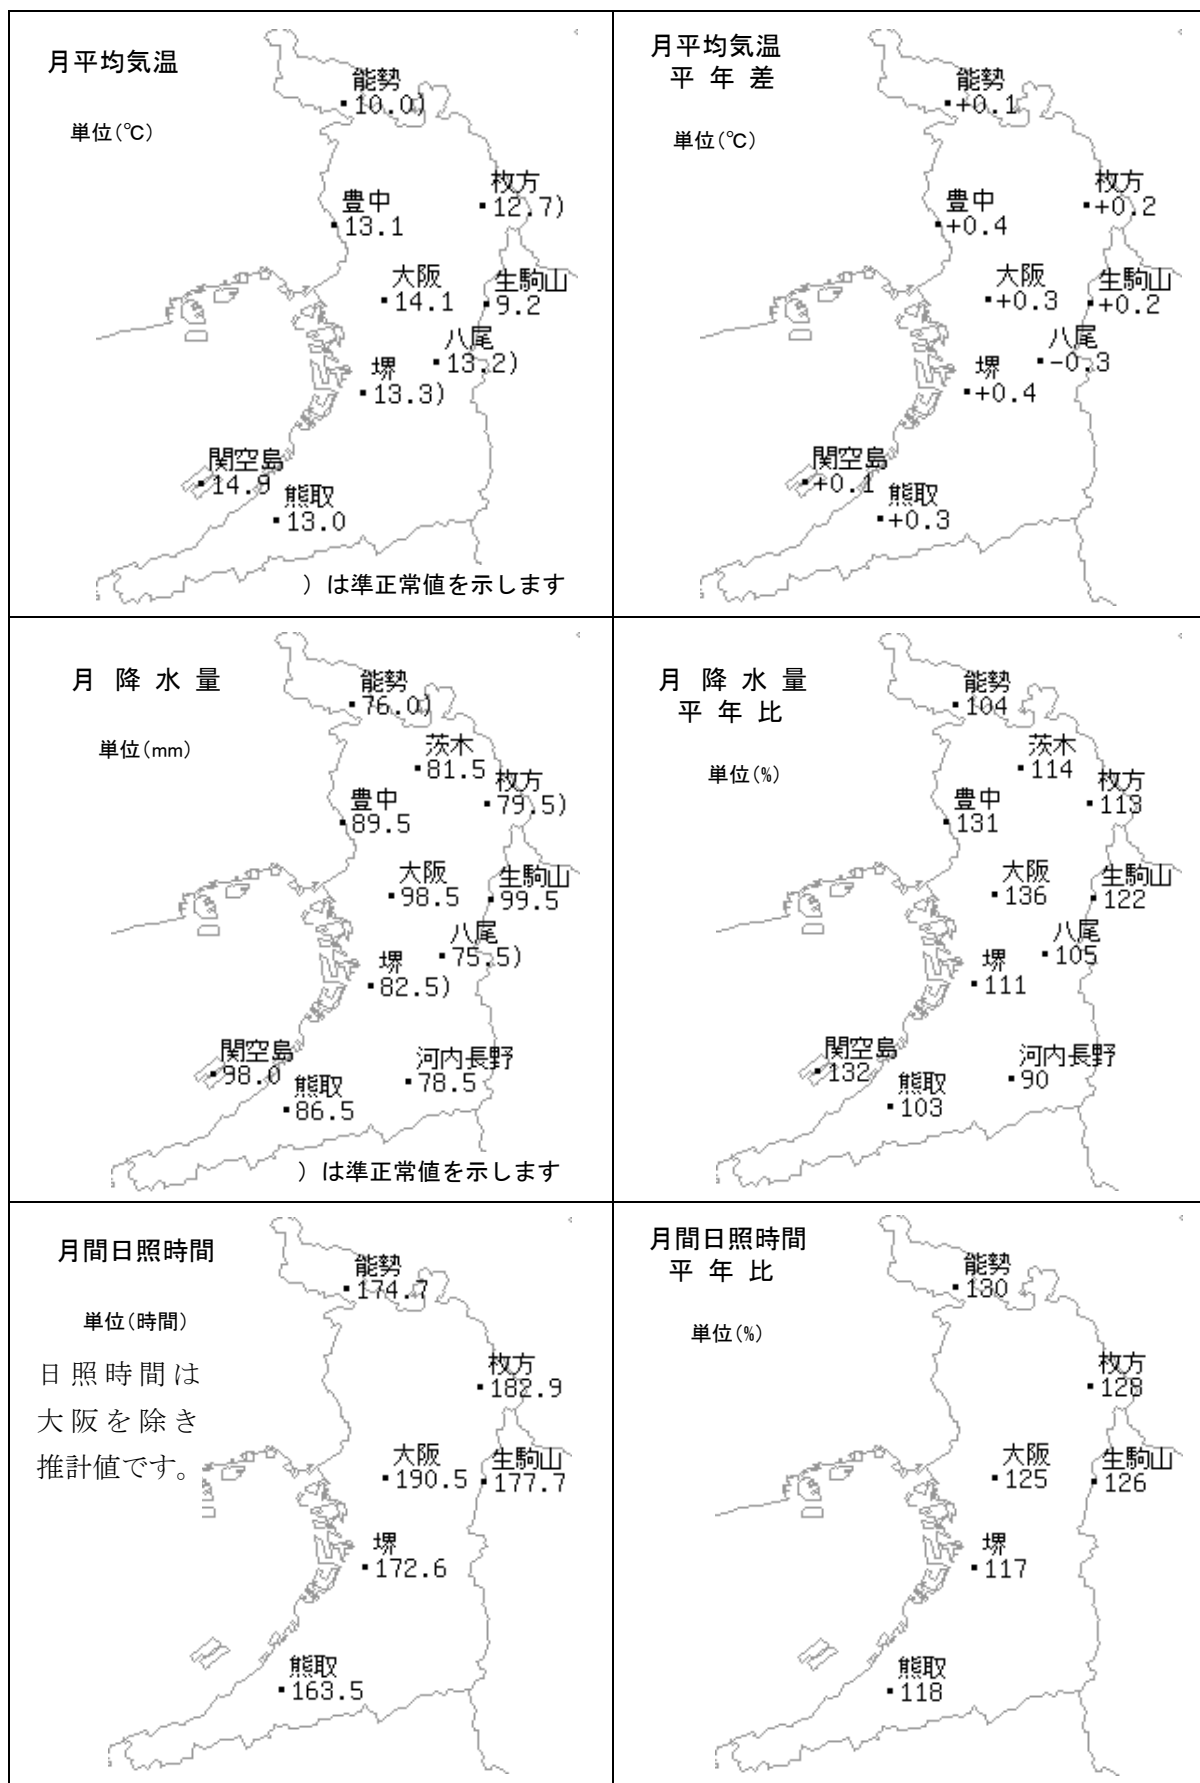 月平均気温
単位(℃)
能勢
10.0)
枚方
12.7)
豊中
13.1
大阪
14.1
生駒山
9.2
八尾
13.2)
堺
13.3)
関空島
14.9
熊取
13.0
）は準正常値を示します
月平均気温
平年差
単位(℃)
能勢
+0.1
枚方
+0.2
豊中
+0.4
大阪
+0.3
生駒山
+0.2
八尾
-0.3
堺
+0.4
関空島
+0.1
熊取
+0.3
月降水量
単位(mm)
能勢
76.0)
茨木
81.5
枚方
79.5)
豊中
89.5
大阪
98.5
生駒山
99.5
八尾
75.5)
堺
82.5)
関空島
98.0
河内長野
78.5
熊取
86.5
）は準正常値を示します
月降水量
平年比
単位(%)
能勢
104
茨木
114
枚方
113
豊中
131
大阪
136
生駒山
122
八尾
105
堺
111
関空島
132
河内長野
90
熊取
103
月間日照時間
単位(時間)
日照時間は
大阪を除き
推計値です。
能勢
174.7
枚方
182.9
大阪
190.5
生駒山
177.7
堺
172.6
熊取
163.5
月間日照時間
平年比
単位(%)
能勢
130
枚方
128
大阪
125
生駒山
126
堺
117
熊取
118